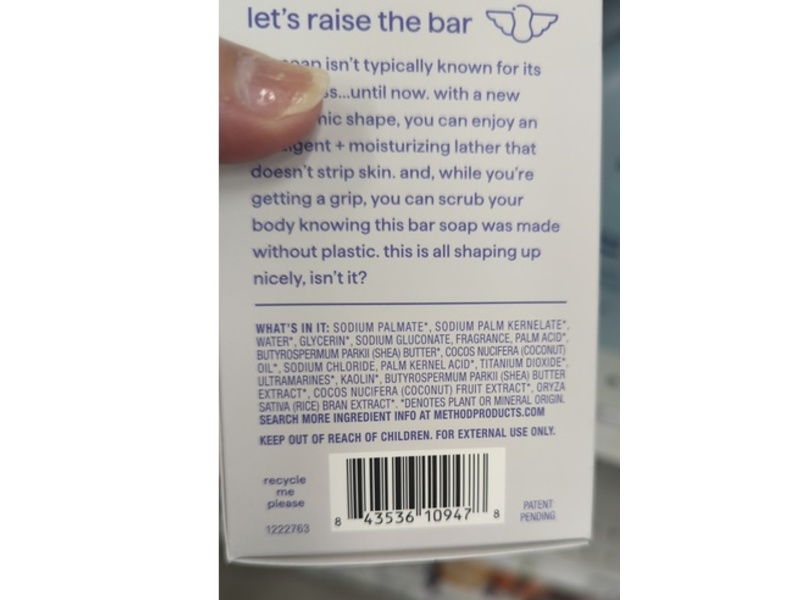 let's raise the bar
isn't typically known for its
...until now. with a new
shape, you can enjoy an
+ moisturizing lather that
doesn't strip skin. and, while you're
getting a grip, you can scrub your
body knowing this bar soap was made
without plastic. this is all shaping up
nicely, isn't it?
WHAT'S IN IT: SODIUM PALMATE*, SODIUM PALM KERNELATE*,
WATER*, GLYCERIN*, SODIUM GLUCONATE, FRAGRANCE, PALM ACID*,
BUTYROSPERMUM PARKII (SHEA) BUTTER*, COCOS NUCIFERA (COCONUT)
OIL*, SODIUM CHLORIDE, PALM KERNEL ACID*, TITANIUM DIOXIDE*,
ULTRAMARINES*, KAOLIN*, BUTYROSPERMUM PARKII (SHEA) BUTTER
EXTRACT*, COCOS NUCIFERA (COCONUT) FRUIT EXTRACT*, ORYZA
SATIVA (RICE) BRAN EXTRACT*. *DENOTES PLANT OR MINERAL ORIGIN.
SEARCH MORE INGREDIENT INFO AT METHODPRODUCTS.COM
KEEP OUT OF REACH OF CHILDREN. FOR EXTERNAL USE ONLY.
recycle
me
please
1222763
8 43536 10947 8
PATENT
PENDING